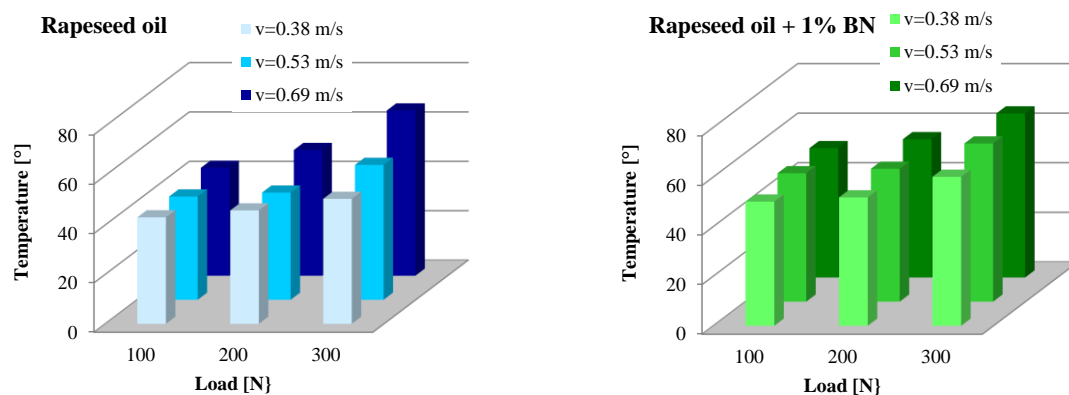 Rapeseed oil
v=0.38 m/s
v=0.53 m/s
v=0.69 m/s
Temperature [°]
80
60
40
20
0
100 200 300
Load [N}
Rapeseed oil + 1% BN
v=0.38 m/s
v=0.53 m/s
v=0.69 m/s
Temperature [°]
80
60
40
20
0
100 200 300
Load [N}